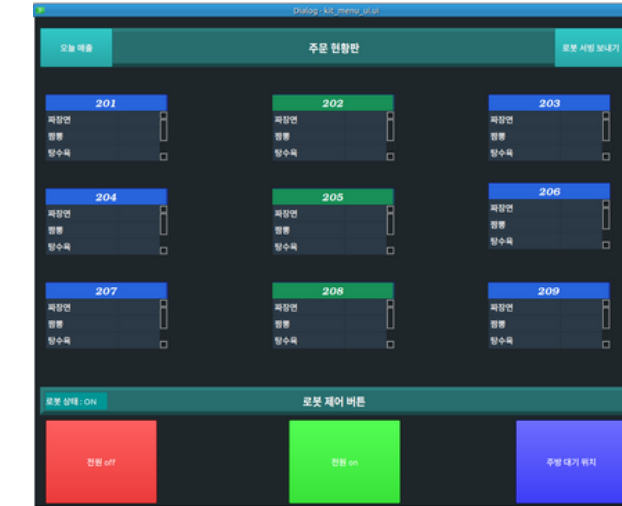 Dialog - kit_menu_ui.ui
오늘 매출
주문 현황판
로봇 서빙 보내기
201
202
203
짜장면
짜장면
짜장면
짬뽕
짬뽕
짬뽕
탕수육
탕수육
탕수육
204
205
206
짜장면
짜장면
짜장면
짬뽕
짬뽕
짬뽕
탕수육
탕수육
탕수육
207
208
209
짜장면
짜장면
짜장면
짬뽕
짬뽕
짬뽕
탕수육
탕수육
탕수육
로봇 상태 : ON
로봇 제어 버튼
전원 off
전원 on
주방 대기 위치